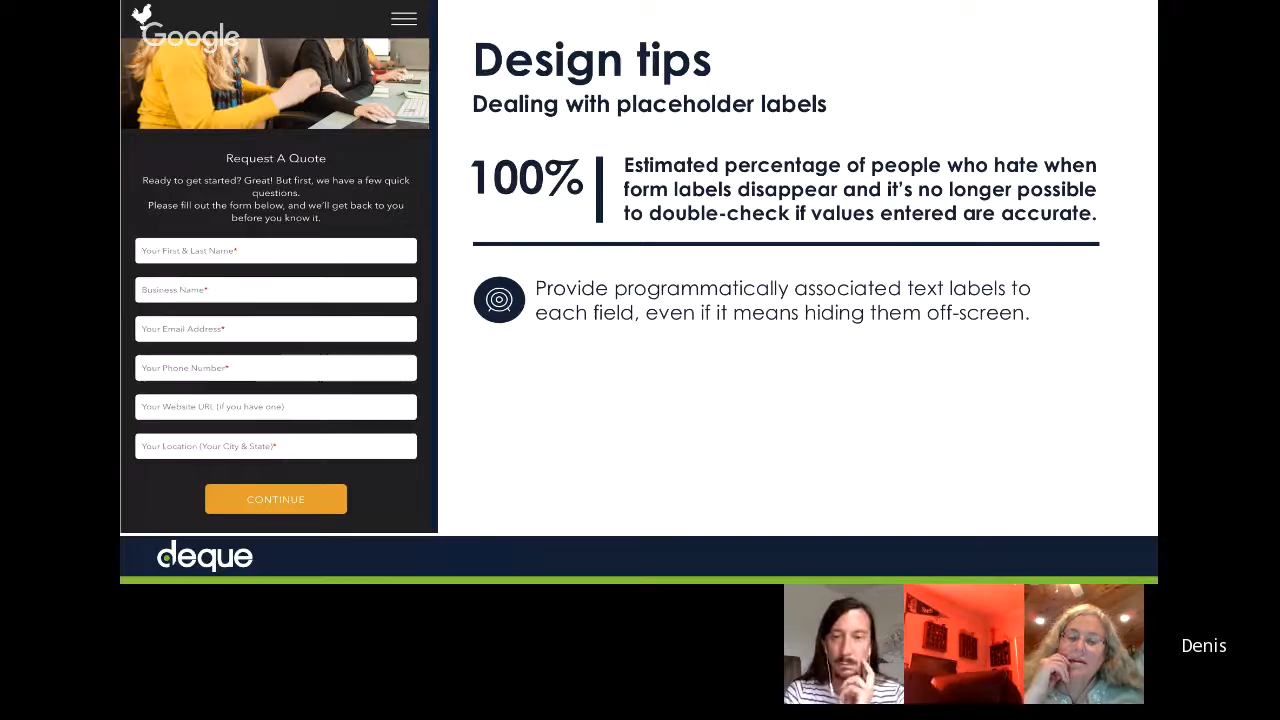 Google
Request A Quote
Ready to get started? Great! But first, we have a few quick
questions.
Please fill out the form below, and we'll get back to you
before you know it.
Your First & Last Name*
Business Name*
Your Email Address*
Your Phone Number*
Your Website URL (if you have one)
Your Location (Your City & State)*
CONTINUE
Design tips
Dealing with placeholder labels
100%
Estimated percentage of people who hate when
form labels disappear and it's no longer possible
to double-check if values entered are accurate.
Provide programmatically associated text labels to
each field, even if it means hiding them off-screen.
deque
Denis